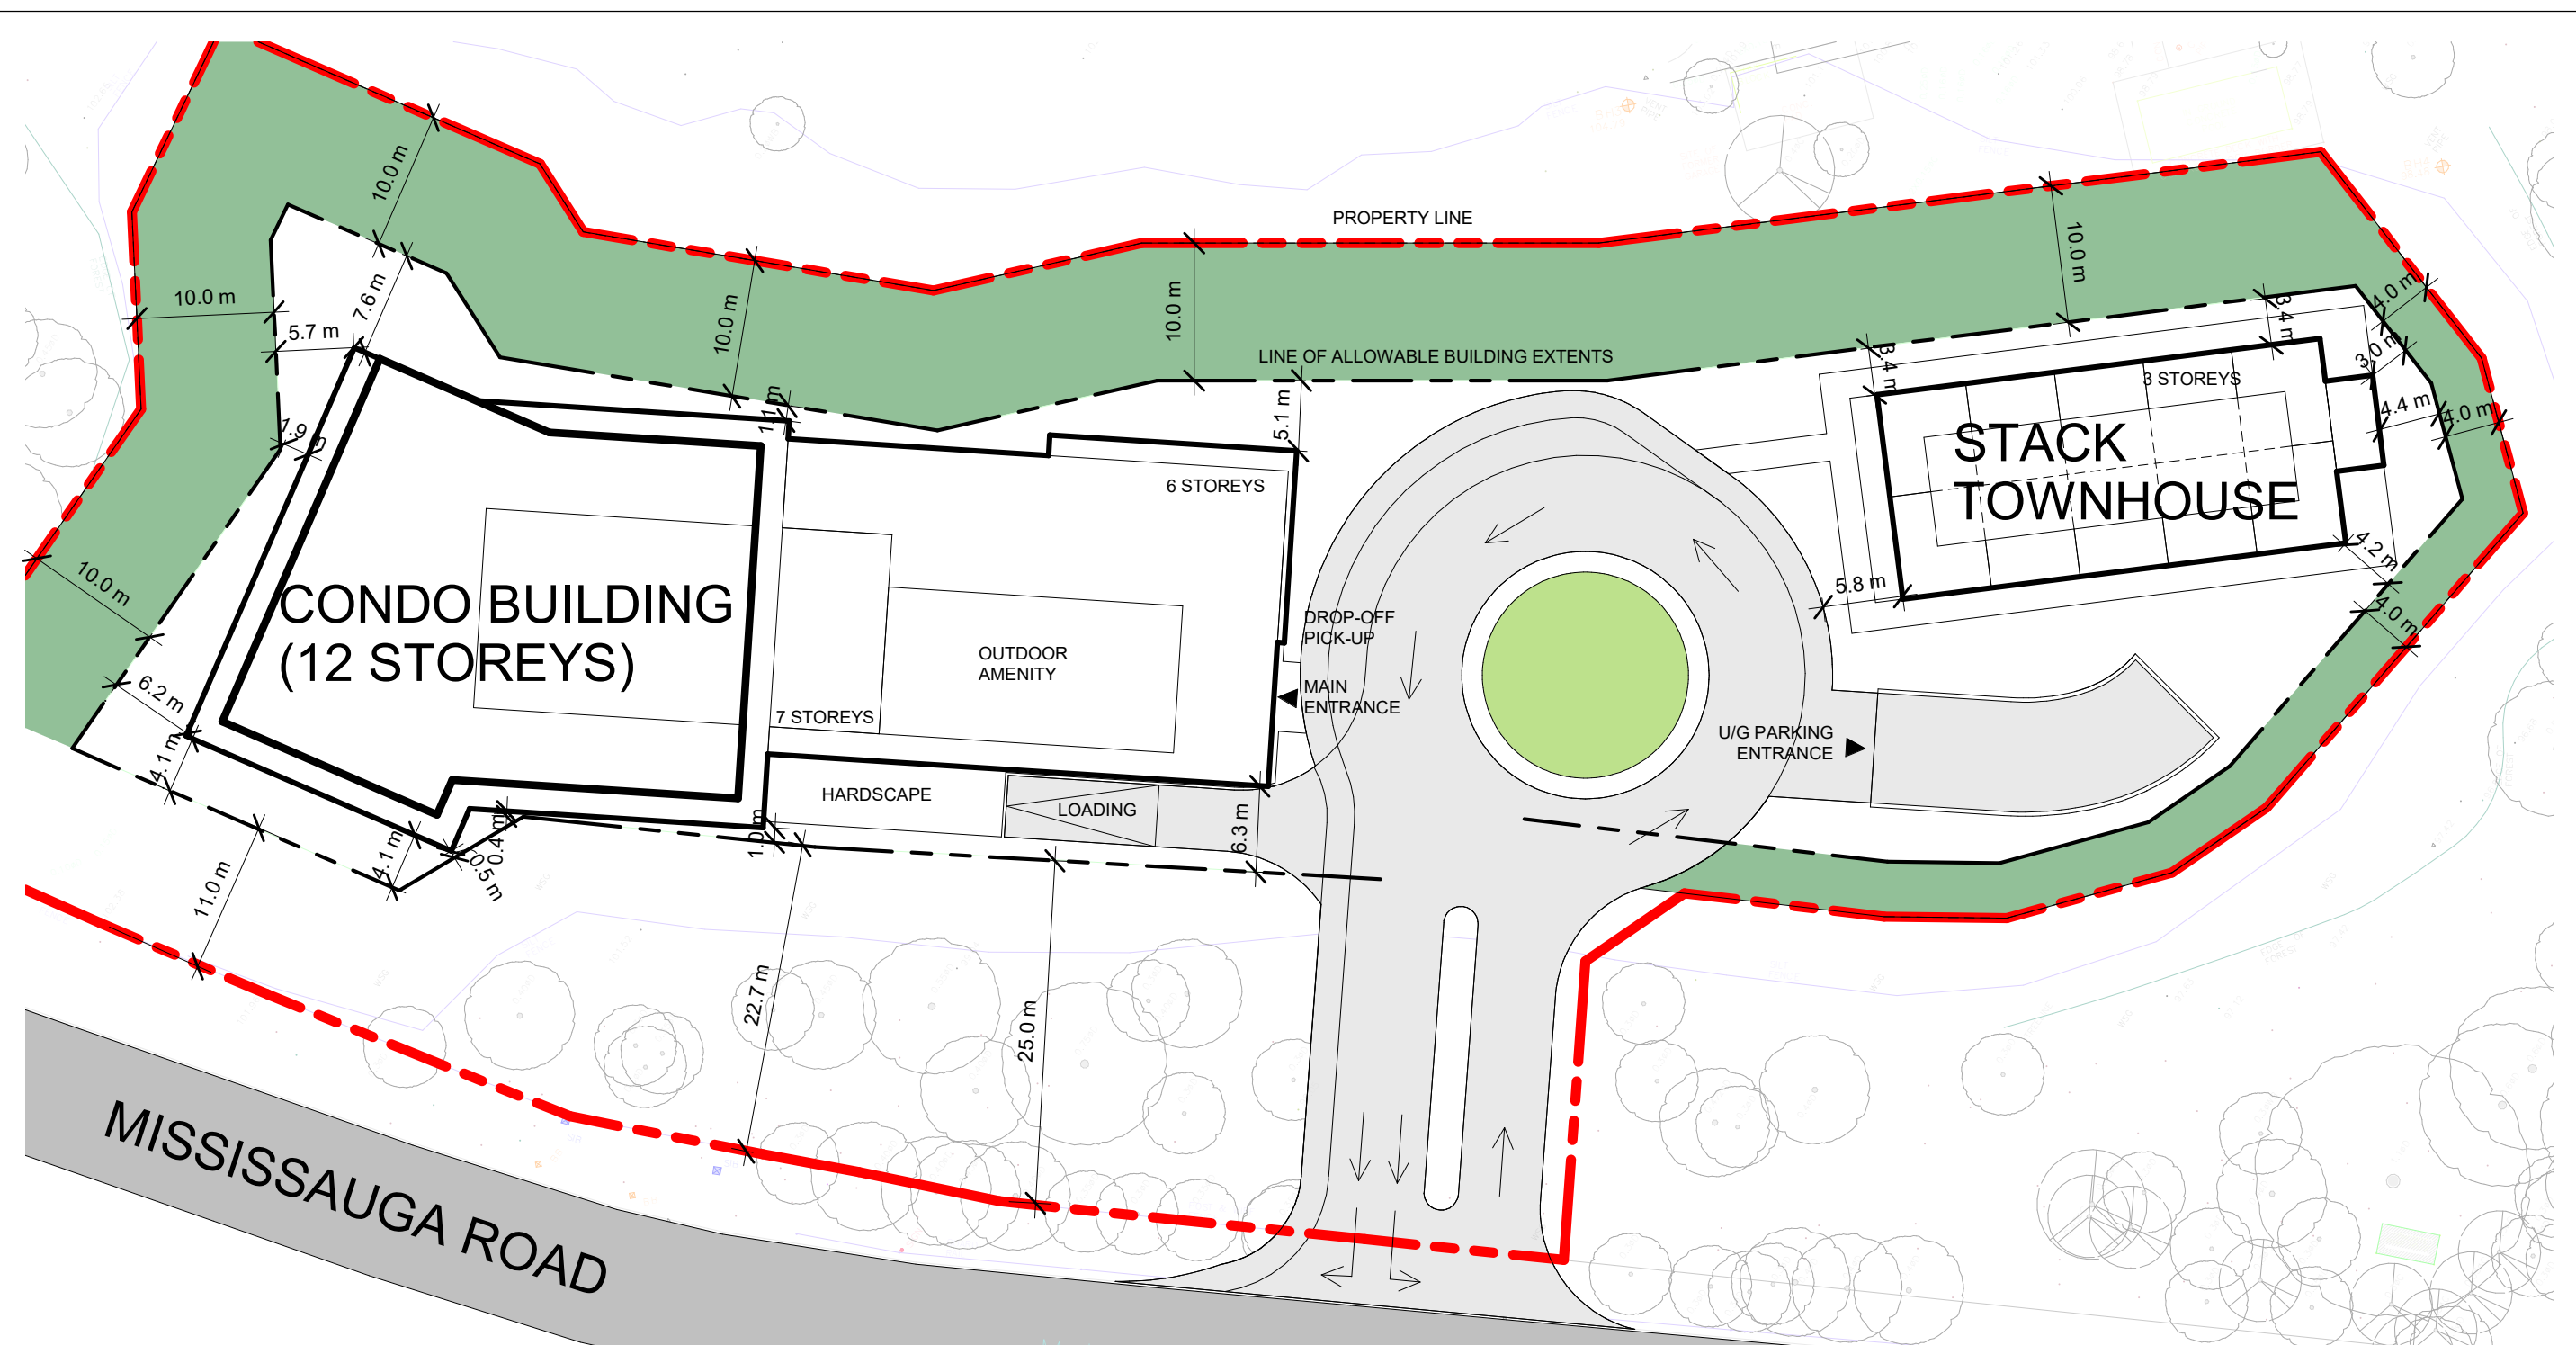 10.0 m
PROPERTY LINE
10.0 m
10.0 m
7.6 m
5.7 m
10.0 m
10.0 m
LINE OF ALLOWABLE BUILDING EXTENTS
3.4 m
3.4 m
4.0 m
3.0 m
3 STOREYS
4.4 m
4.0 m
1.1 m
5.1 m
1.9 m
STACK
TOWNHOUSE
6 STOREYS
10.0 m
CONDO BUILDING
(12 STOREYS)
4.2 m
5.8 m
4.0 m
DROP-OFF
PICK-UP
OUTDOOR
AMENITY
MAIN
ENTRANCE
6.2 m
7 STOREYS
U/G PARKING
ENTRANCE
4.1 m
HARDSCAPE
LOADING
6.3 m
1.0 m
0.4 m
4.1 m
0.5 m
11.0 m
22.7 m
25.0 m
MISSISSAUGA ROAD